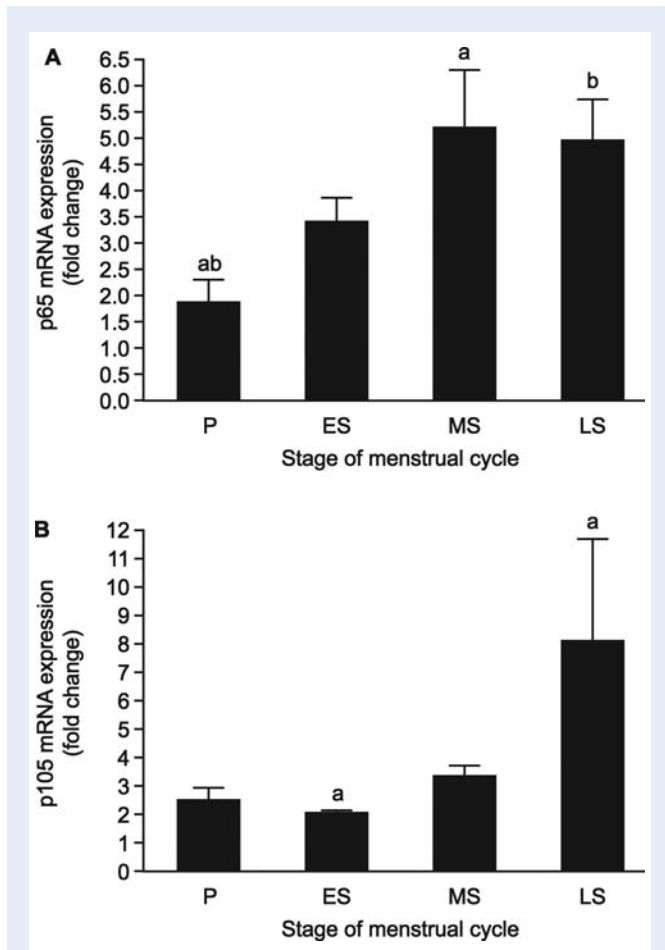 A
p65 mRNA expression
(fold change)
6.5
6.0
5.5
5.0
4.5
4.0
3.5
3.0
2.5
2.0
1.5
1.0
0.5
0.0
ab
a
b
P ES MS LS
Stage of menstrual cycle
B
p105 mRNA expression
(fold change)
12
11
10
9
8
7
6
5
4
3
2
1
0
a
a
P ES MS LS
Stage of menstrual cycle